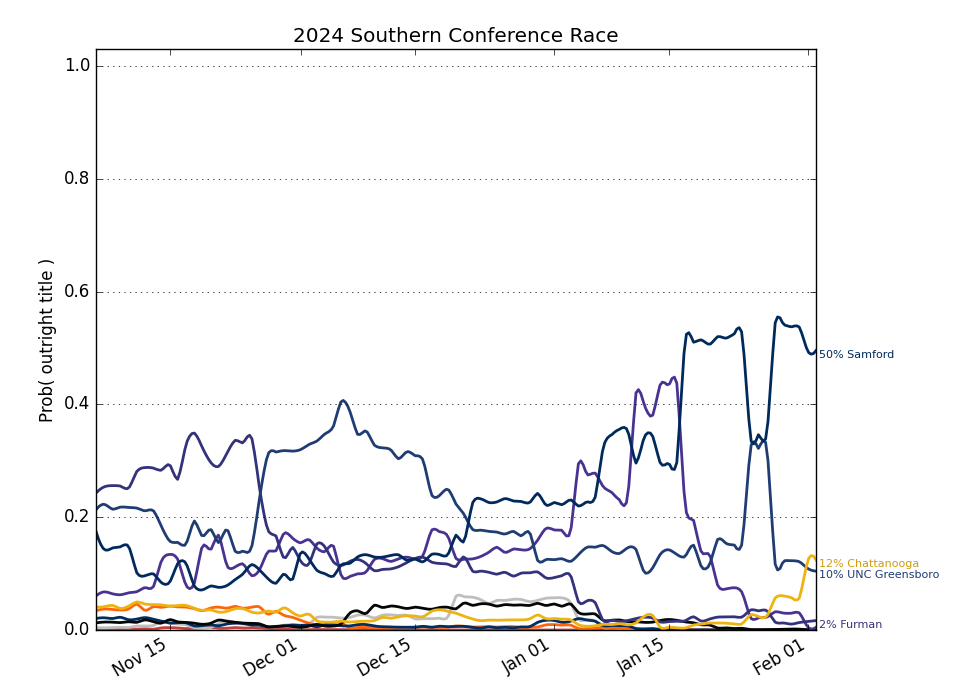 2024 Southern Conference Race
1.0
0.8
0.6
0.4
0.2
0.0
Prob( outright title )
50% Samford
12% Chattanooga
10% UNC Greensboro
2% Furman
Nov 15
Dec 01
Dec 15
Jan 01
Jan 15
Feb 01